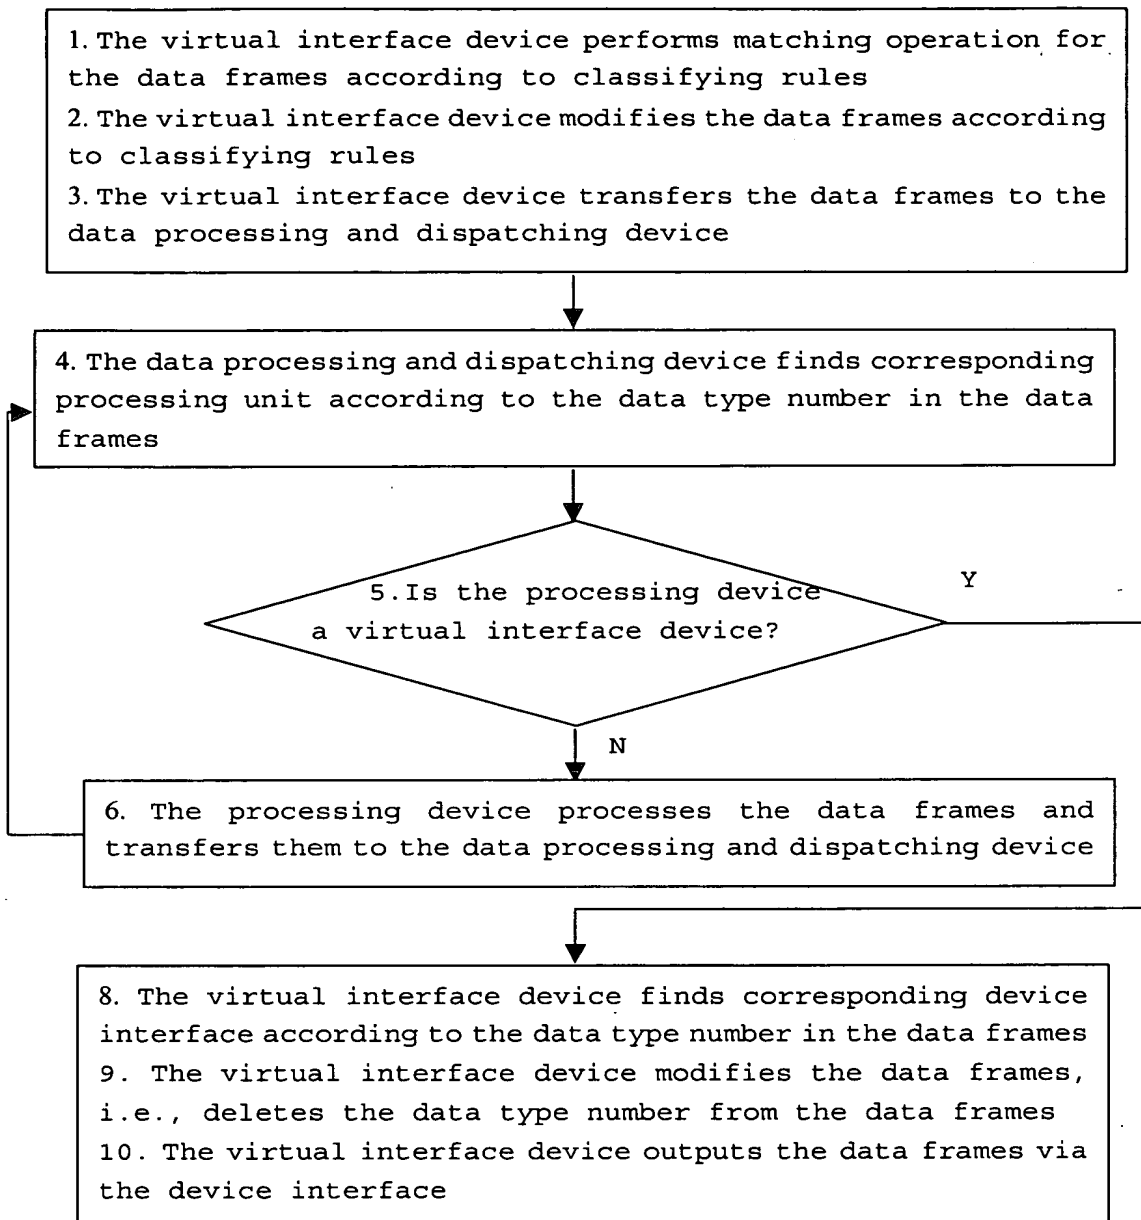 1. The virtual interface device performs matching operation for
the data frames according to classifying rules
2. The virtual interface device modifies the data frames according
to classifying rules
3. The virtual interface device transfers the data frames to the
data processing and dispatching device
4. The data processing and dispatching device finds corresponding
processing unit according to the data type number in the data
frames
5.Is the processing device
a virtual interface device?
Y
N
6. The processing device processes the data frames and
transfers them to the data processing and dispatching device
8. The virtual interface device finds corresponding device
interface according to the data type number in the data frames
9. The virtual interface device modifies the data frames,
i.e., deletes the data type number from the data frames
10. The virtual interface device outputs the data frames via
the device interface